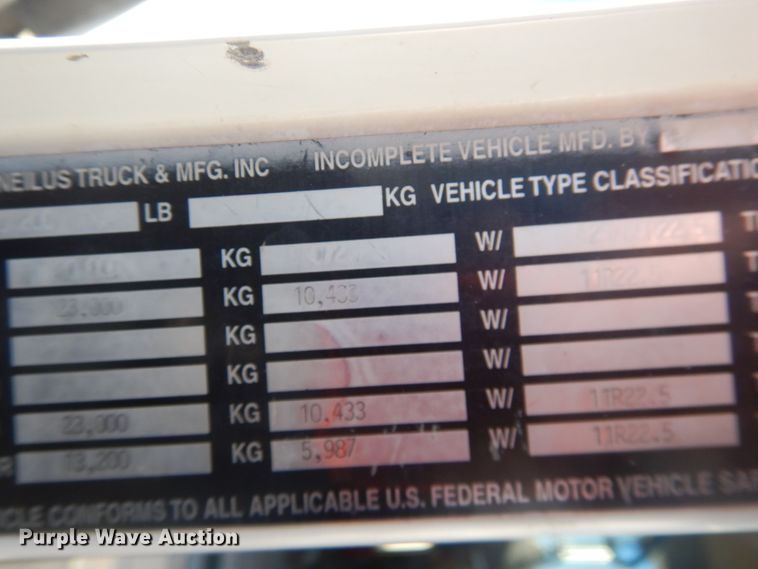 NEILUS TRUCK & MFG. INC INCOMPLETE VEHICLE MFD. BY
LB KG VEHICLE TYPE CLASSIFICATIO
KG W/
23,000 KG 10,433 W/ 11R22.5
KG W/
KG W/
23,000 KG 10,433 W/ 11R22.5
R 13,200 KG 5,987 W/ 11R22.5
ICLE CONFORMS TO ALL APPLICABLE U.S. FEDERAL MOTOR VEHICLE SA
Purple Wave Auction